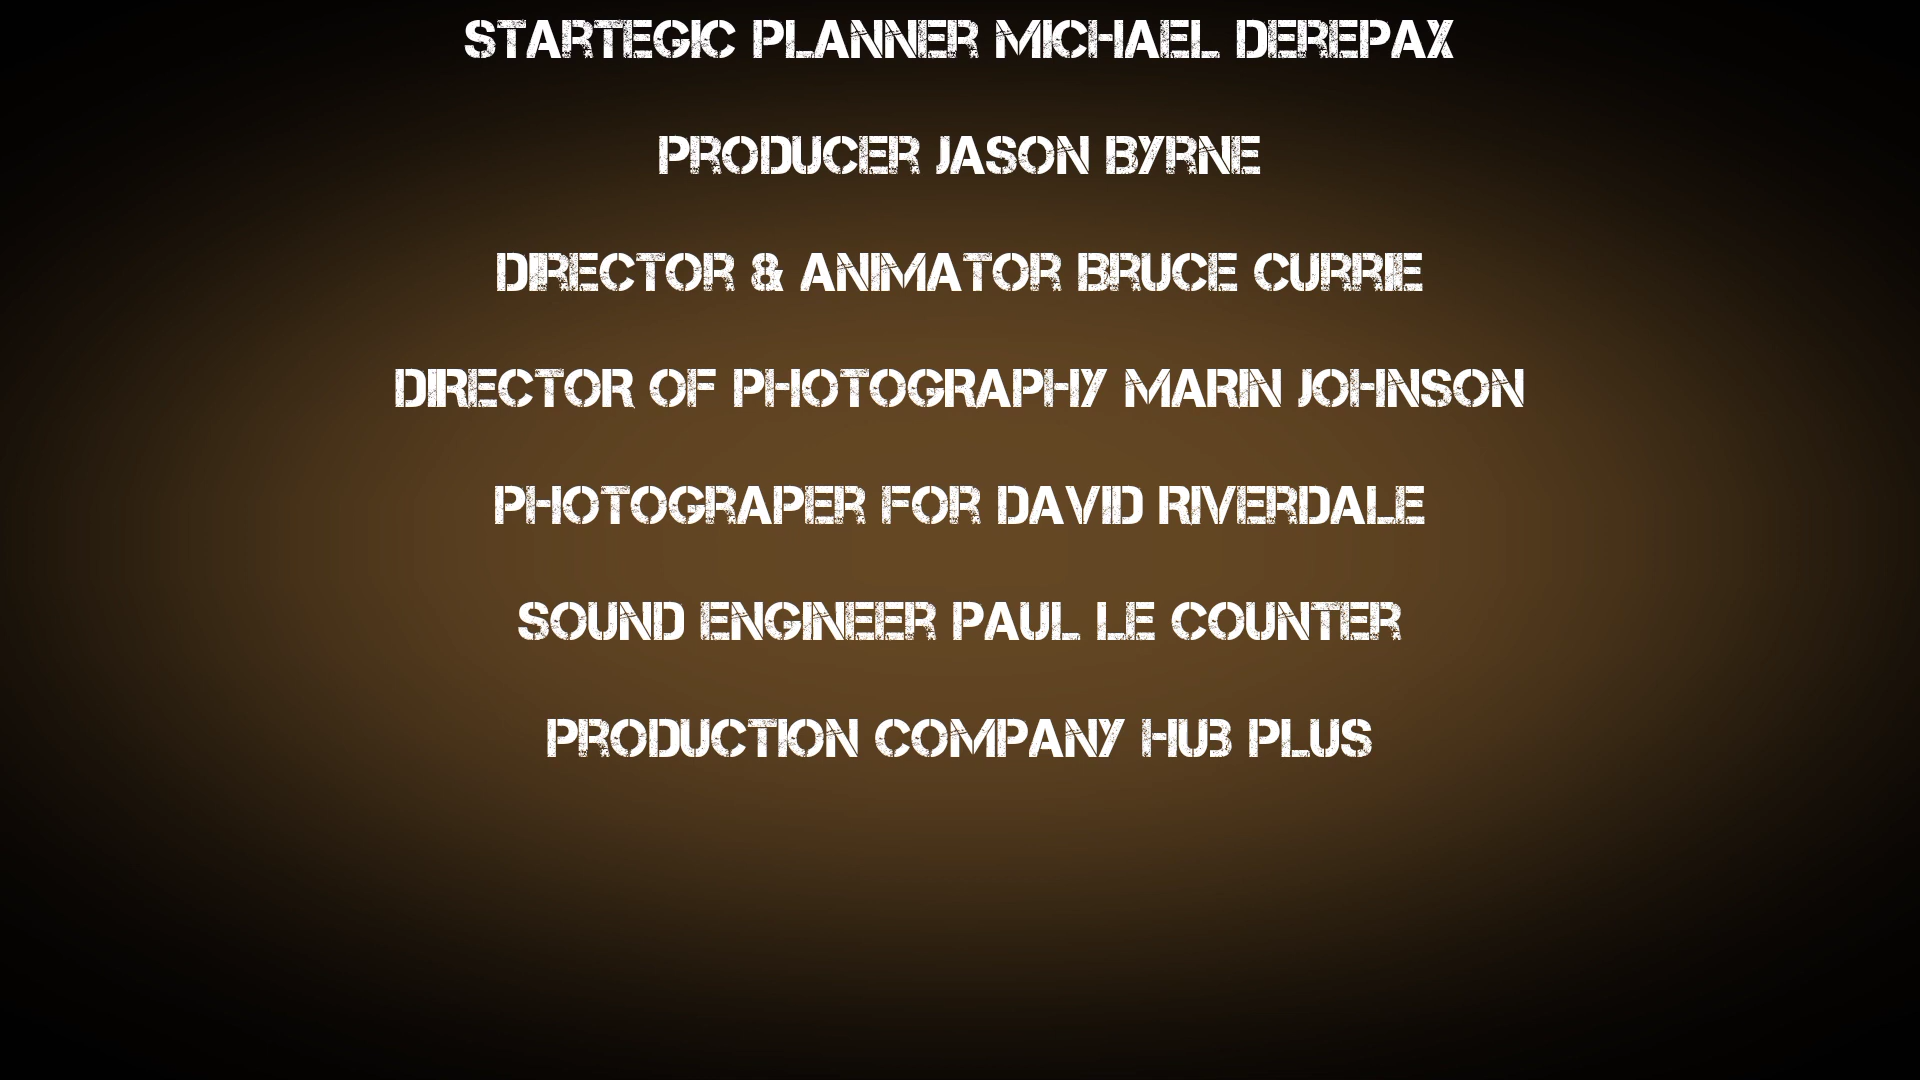 STARTEGIC PLANNER MICHAEL DEREPAX
PRODUCER JASON BYRNE
DIRECTOR & ANIMATOR BRUCE CURRIE
DIRECTOR OF PHOTOGRAPHY MARIN JOHNSON
PHOTOGRAPER FOR DAVID RIVERDALE
SOUND ENGINEER PAUL LE COUNTER
PRODUCTION COMPANY HUB PLUS